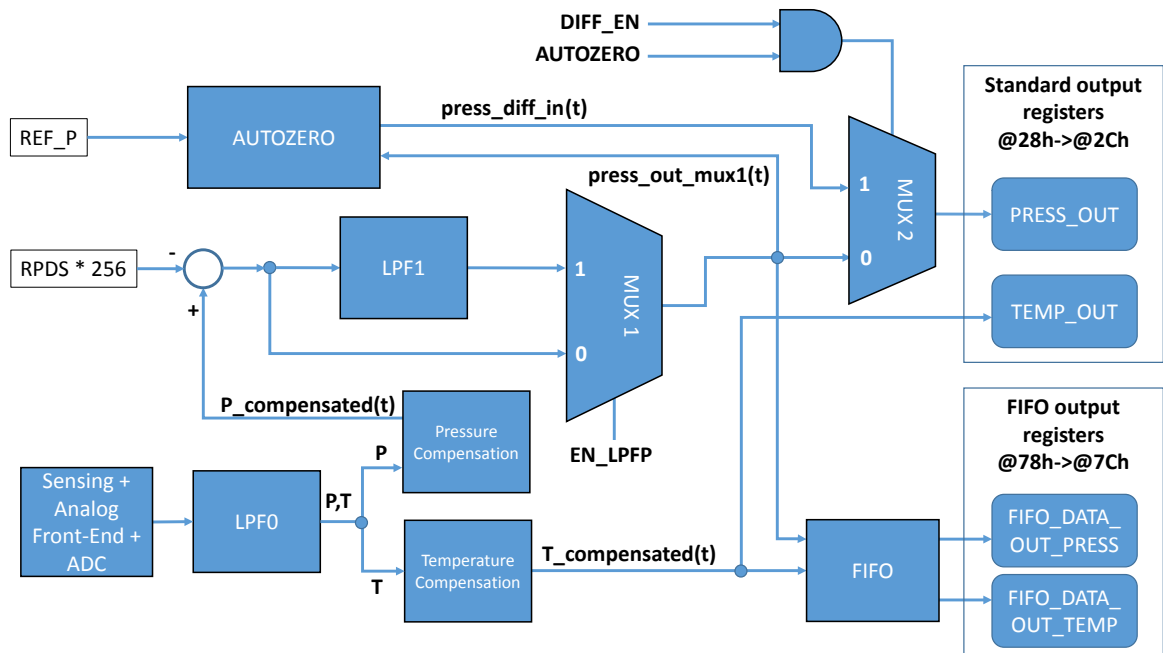 DIFF_EN
AUTOZERO
Standard output
registers
@28h->@2Ch
press_diff_in(t)
REF_P
AUTOZERO
press_out_mux1(t)
1
MUX 2
0
PRESS_OUT
TEMP_OUT
-
RPDS * 256
+
LPF1
1
MUX 1
0
P_compensated(t)
Pressure
Compensation
EN_LPFP
P
FIFO output
registers
@78h->@7Ch
Sensing +
Analog
Front-End +
ADC
LPF0
P,T
T
Temperature
Compensation
T_compensated(t)
FIFO
FIFO_DATA_
OUT_PRESS
FIFO_DATA_
OUT_TEMP